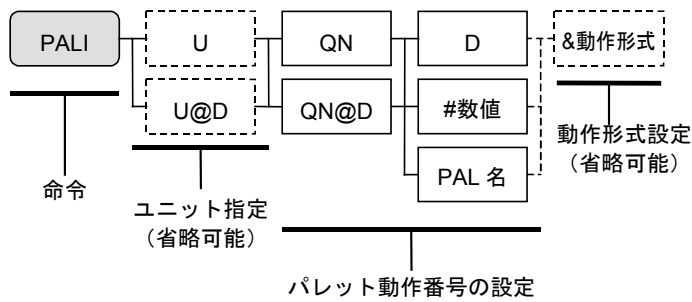 PALI U QN D &動作形式
U@D QN@D #数値
PAL 名
命令
ユニット指定
（省略可能）
動作形式設定
（省略可能）
パレット動作番号の設定